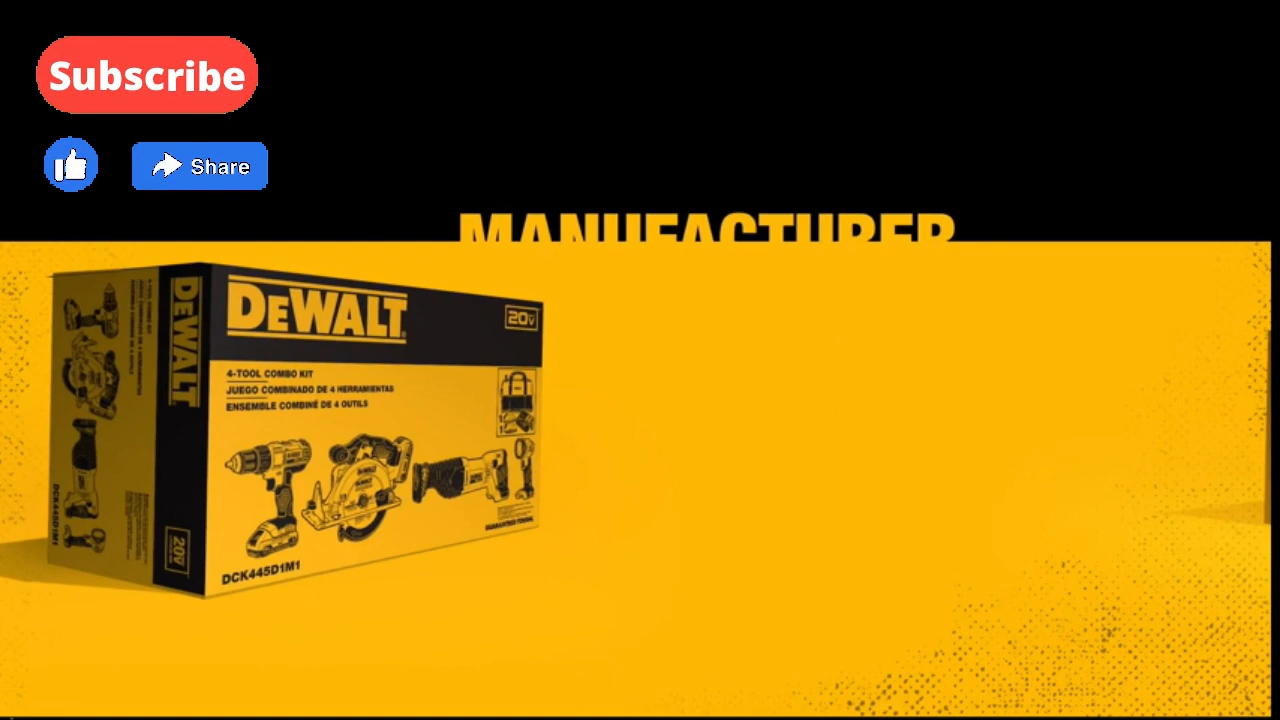 Subscribe
Share
MANUFACTURER
DEWALT
20V
4-TOOL COMBO KIT
JUEGO COMBINADO DE 4 HERRAMIENTAS
ENSEMBLE COMBINÉ DE 4 OUTILS
DCK445D1M1
DEWALT
20V
DCK445D1M1